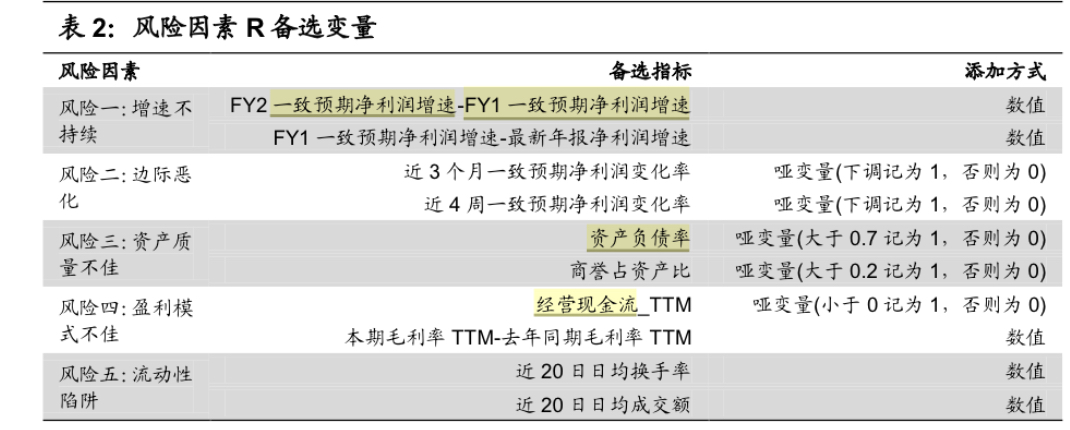 表 2：风险因素 R 备选变量
风险因素 备选指标 添加方式
风险一：增速不持续 FY2 一致预期净利润增速-FY1 一致预期净利润增速 数值
FY1 一致预期净利润增速-最新年报净利润增速 数值
风险二：边际恶化 近 3 个月一致预期净利润变化率 哑变量(下调记为 1，否则为 0)
近 4 周一致预期净利润变化率 哑变量(下调记为 1，否则为 0)
风险三：资产质量不佳 资产负债率 哑变量(大于 0.7 记为 1，否则为 0)
商誉占资产比 哑变量(大于 0.2 记为 1，否则为 0)
风险四：盈利模式不佳 经营现金流_TTM 哑变量(小于 0 记为 1，否则为 0)
本期毛利率 TTM-去年同期毛利率 TTM 数值
风险五：流动性陷阱 近 20 日日均换手率 数值
近 20 日日均成交额 数值